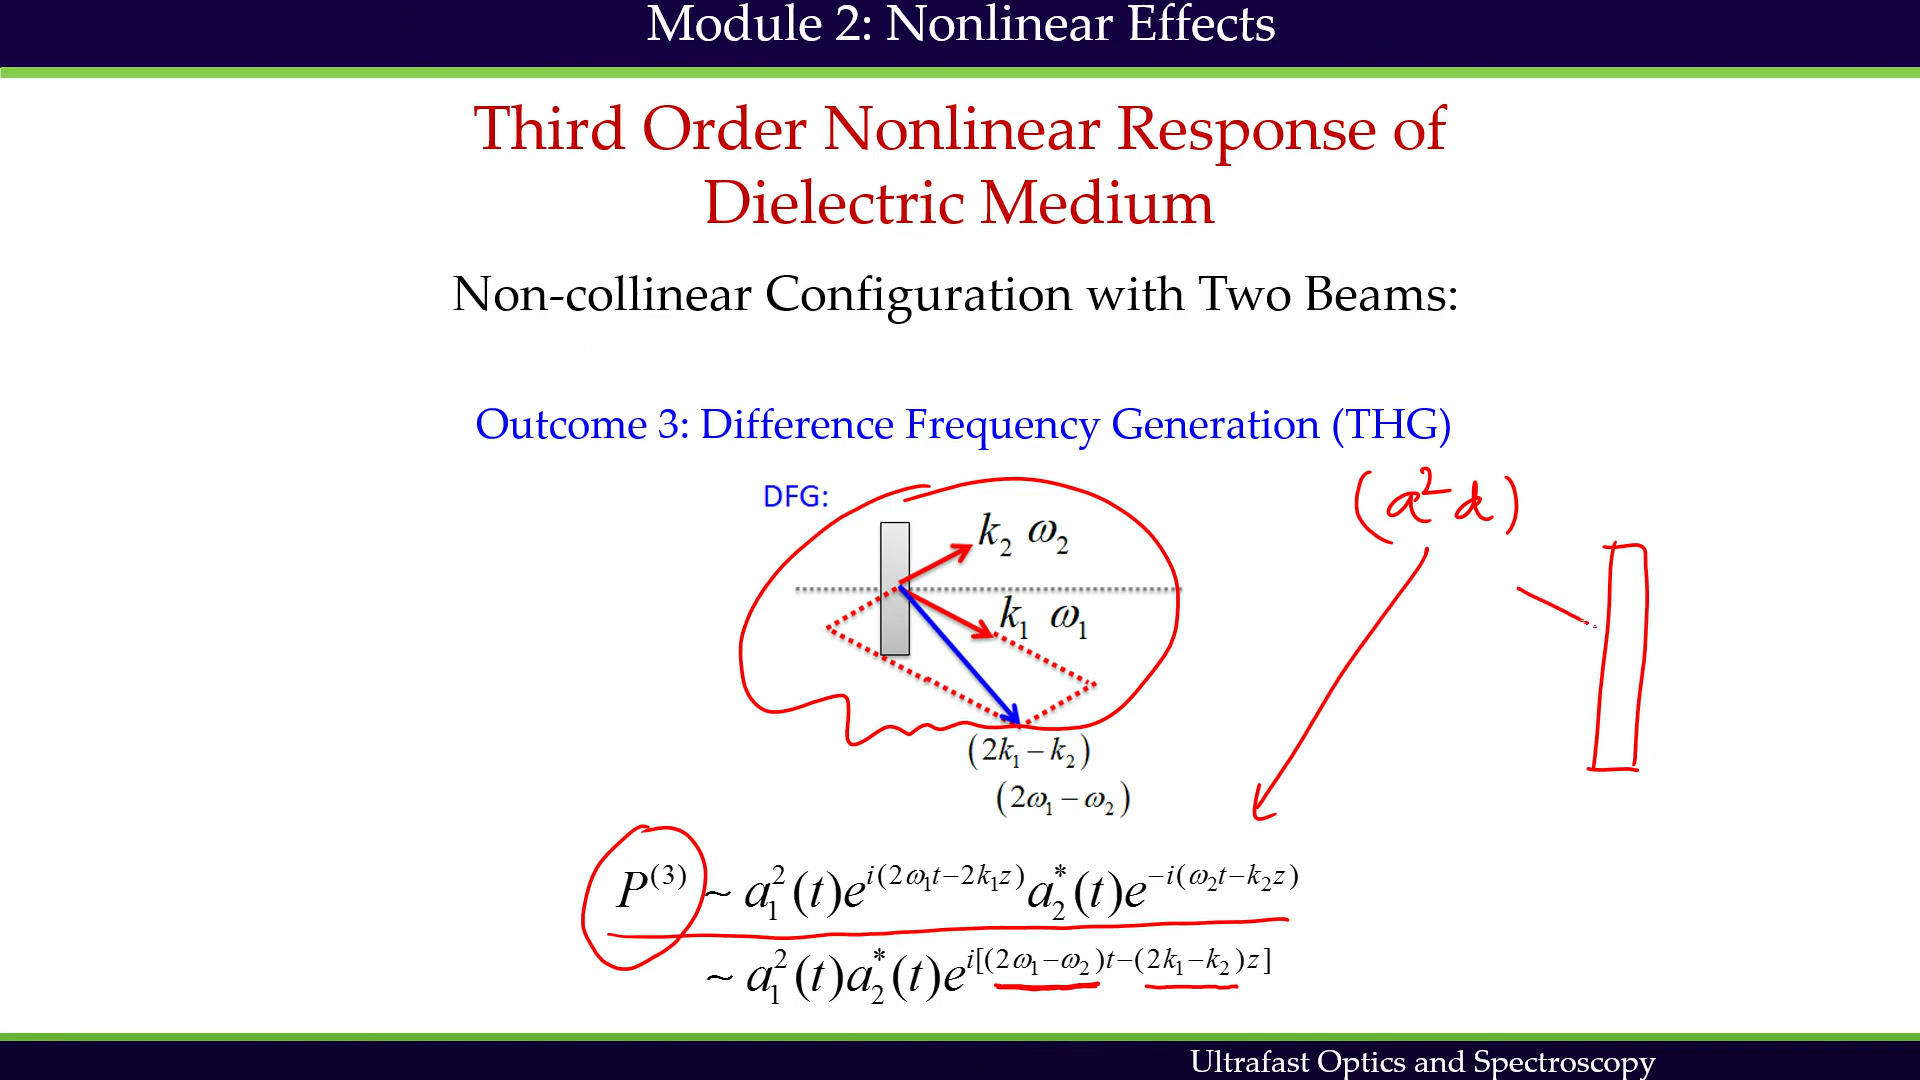 Module 2: Nonlinear Effects
Third Order Nonlinear Response of
Dielectric Medium
Non-collinear Configuration with Two Beams:
Outcome 3: Difference Frequency Generation (THG)
DFG:
k₂ ω₂
k₁ ω₁
(2k₁ − k₂)
(2ω₁ − ω₂)
P⁽³⁾ ~ a₁²(t)e^{i(2ω₁t−2k₁z)}a₂*(t)e^{−i(ω₂t−k₂z)}
~ a₁²(t)a₂*(t)e^{i[(2ω₁−ω₂)t−(2k₁−k₂)z]}
Ultrafast Optics and Spectroscopy